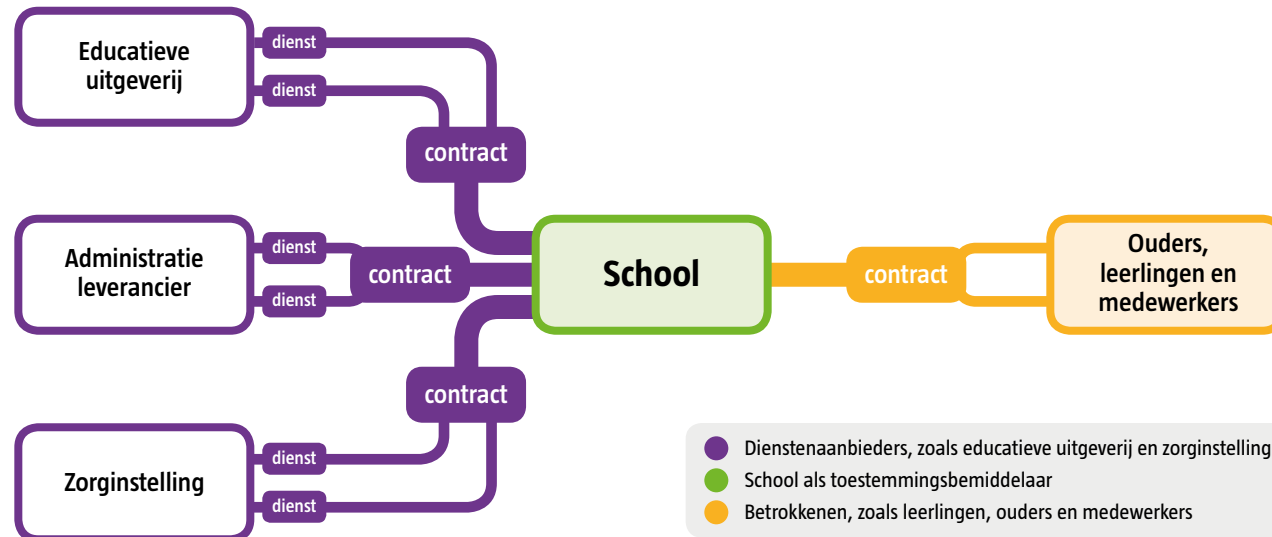 Educatieve
uitgeverij
dienst
dienst
contract
Administratie
leverancier
dienst
dienst
contract
Zorginstelling
dienst
dienst
contract
School
contract
Ouders,
leerlingen en
medewerkers
Dienstenaanbieders, zoals educatieve uitgeverij en zorginstelling
School als toestemmingsbemiddelaar
Betrokkenen, zoals leerlingen, ouders en medewerkers